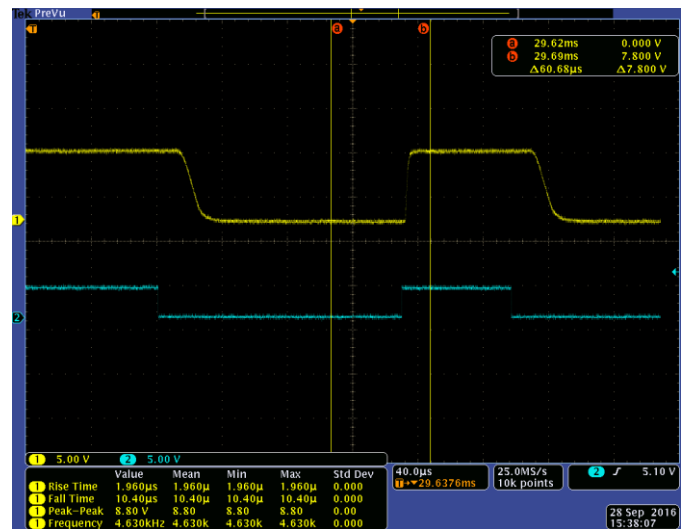 Tek PreVu
T
T
a b
a 29.62ms 0.000 V
b 29.69ms 7.800 V
Δ60.68µs Δ7.800 V
1
2
1 5.00 V 2 5.00 V
Value Mean Min Max Std Dev
1 Rise Time 1.960µs 1.960µ 1.960µ 1.960µ 0.000
1 Fall Time 10.40µs 10.40µ 10.40µ 10.40µ 0.000
1 Peak-Peak 8.80 V 8.80 8.80 8.80 0.00
1 Frequency 4.630kHz 4.630k 4.630k 4.630k 0.000
40.0µs
T→▼29.6376ms
25.0MS/s
10k points
2 ∫ 5.10 V
28 Sep 2016
15:38:07